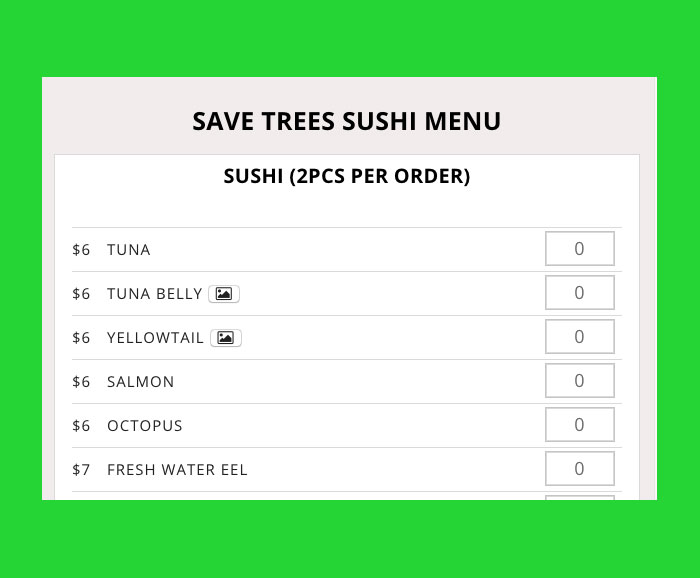 SAVE TREES SUSHI MENU
SUSHI (2PCS PER ORDER)
$6 TUNA 0
$6 TUNA BELLY 0
$6 YELLOWTAIL 0
$6 SALMON 0
$6 OCTOPUS 0
$7 FRESH WATER EEL 0